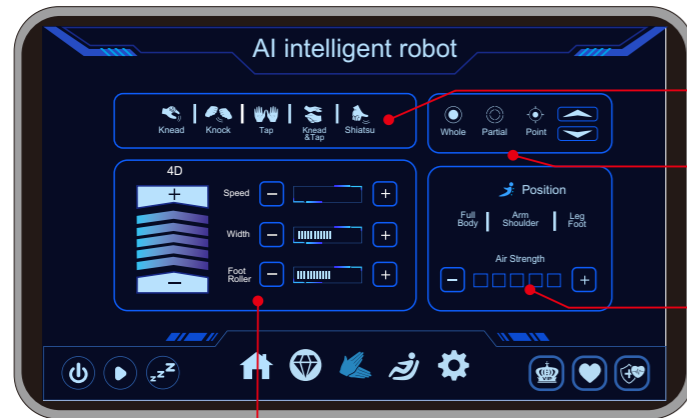 AI intelligent robot
Knead
Knock
Tap
Knead
&Tap
Shiatsu
Whole
Partial
Point
4D
+
−
Speed
−
+
Width
−
+
Foot
Roller
−
+
Position
Full
Body
Arm
Shoulder
Leg
Foot
Air Strength
−
+
zzZ